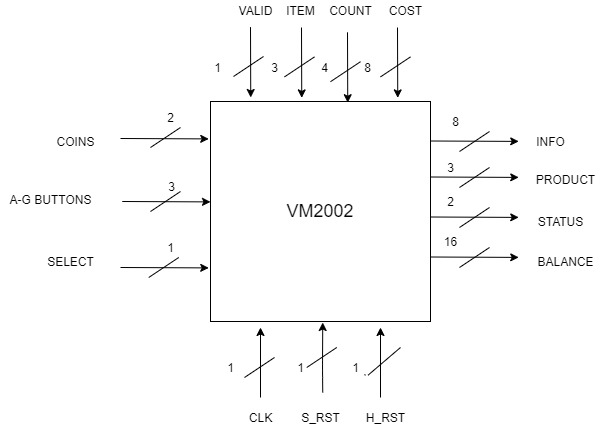 VALID ITEM COUNT COST
1 3 4 8
2 8
COINS INFO
3 3
A-G BUTTONS PRODUCT
VM2002
2
STATUS
1 16
SELECT BALANCE
1 1 1 .
CLK S_RST H_RST